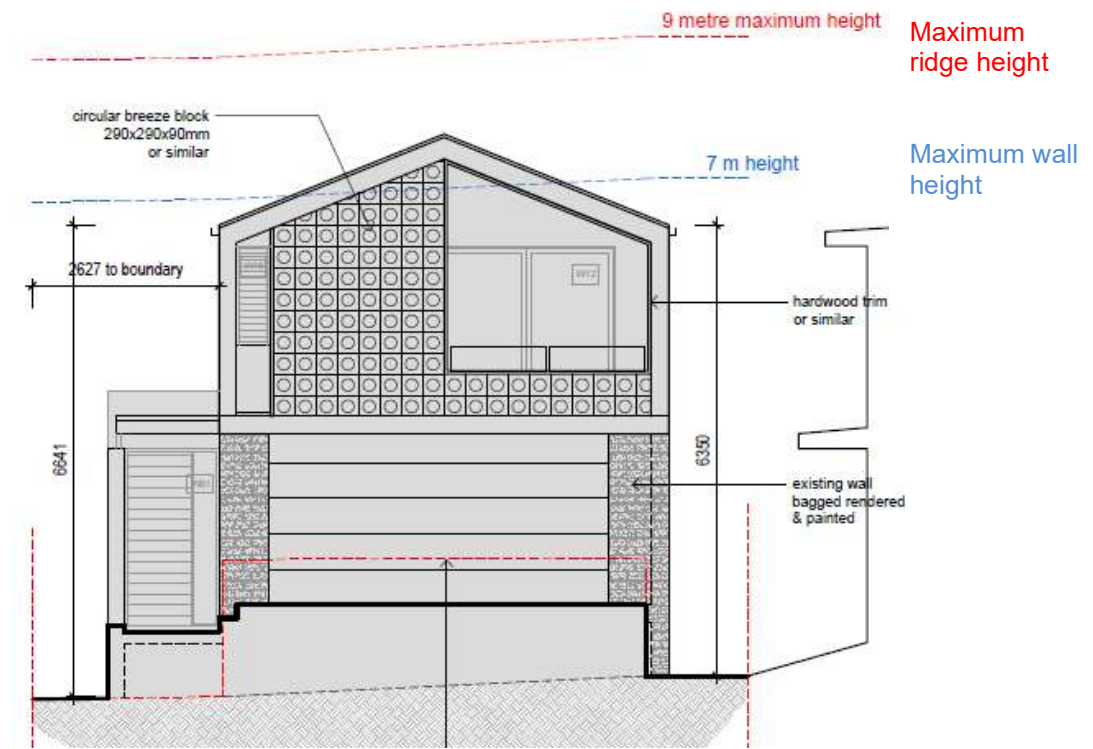 9 metre maximum height
Maximum
ridge height
circular breeze block
290x290x90mm
or similar
7 m height
Maximum wall
height
2627 to boundary
W12
hardwood trim
or similar
6641
6350
existing wall
bagged rendered
& painted